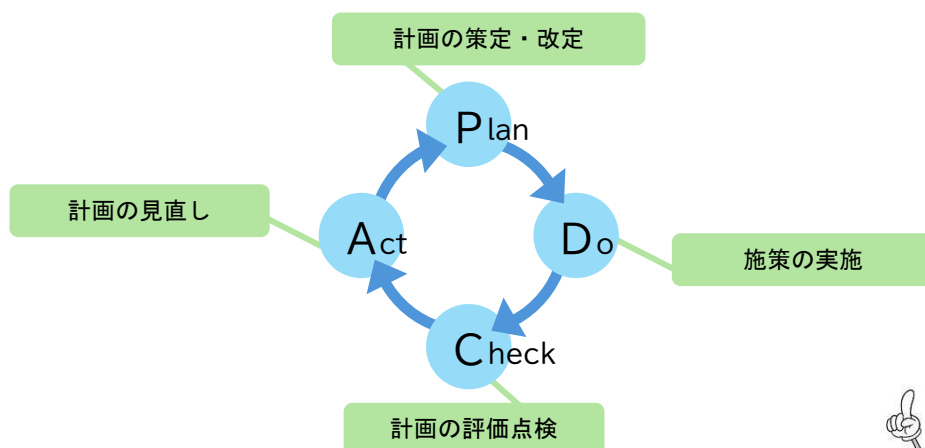 計画の策定・改定
Plan
計画の見直し
Act
Do
施策の実施
Check
計画の評価点検